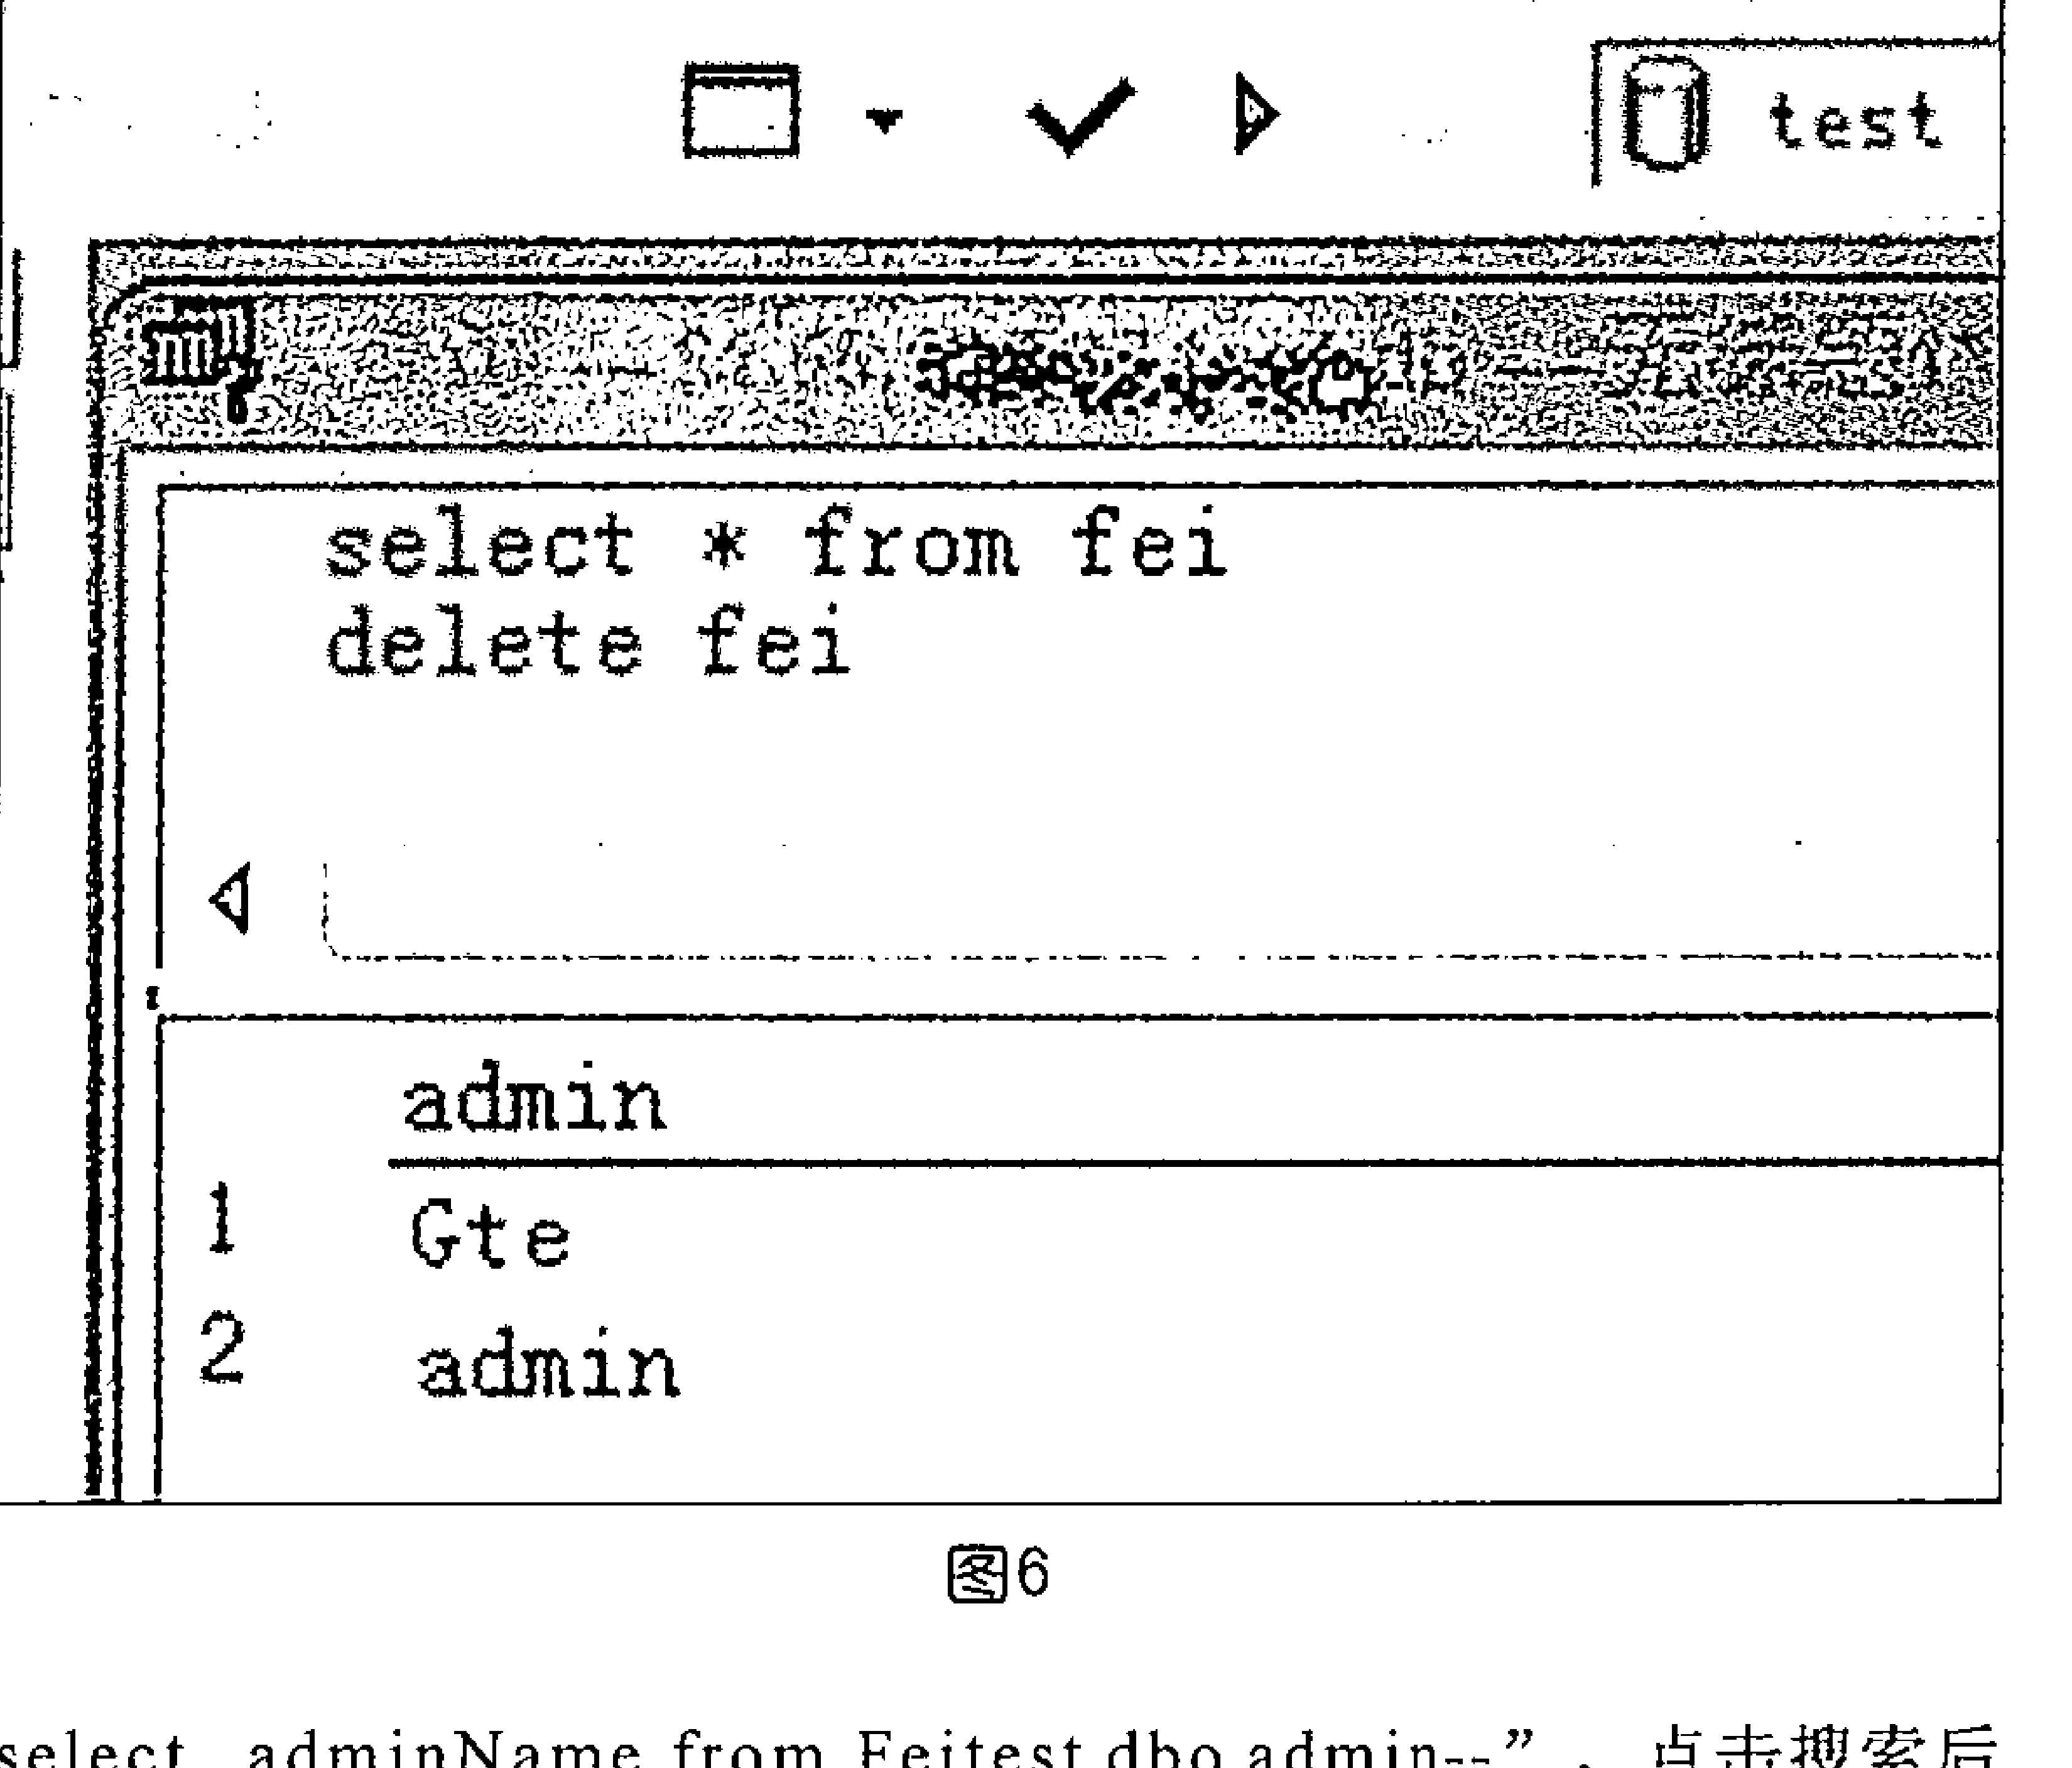 test
select * from fei
delete fei
admin
1 Gte
2 admin
图6
select adminName from Feitest.dbo.admin--”，点击搜索后